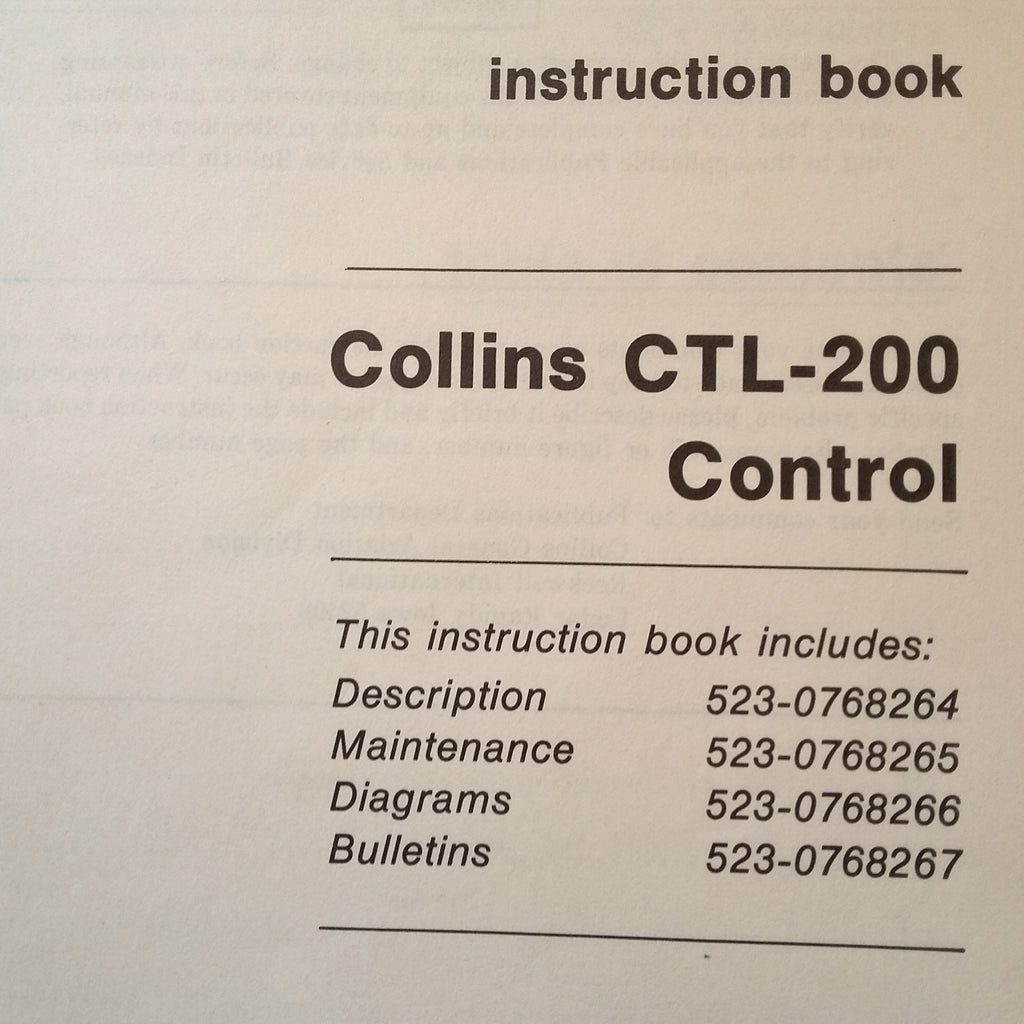 instruction book
Collins CTL-200
Control
This instruction book includes:
Description 523-0768264
Maintenance 523-0768265
Diagrams 523-0768266
Bulletins 523-0768267